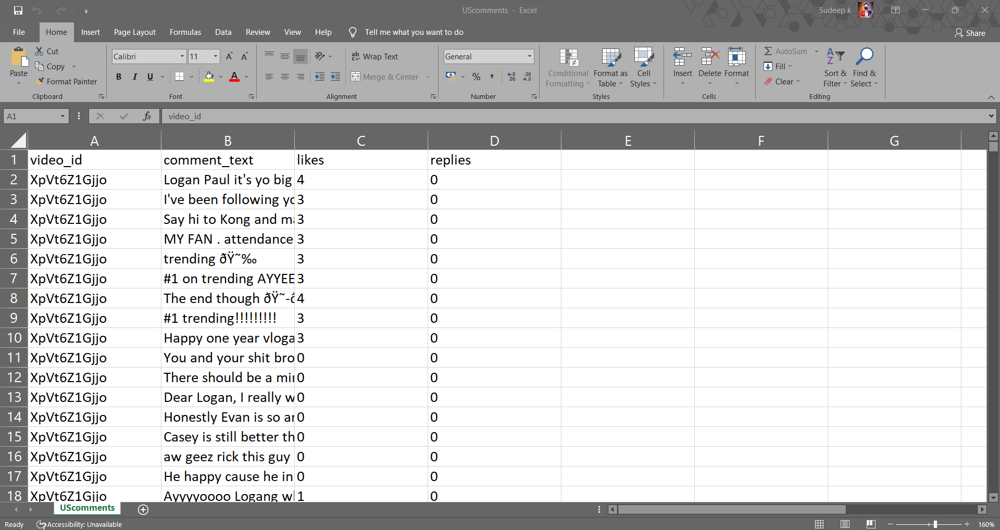 UScomments - Excel
Sudeep k
File Home Insert Page Layout Formulas Data Review View Help Tell me what you want to do
Share
Paste
Cut
Copy
Format Painter
Clipboard
Calibri 11
B I U
Font
Wrap Text
Merge & Center
Alignment
General
Number
Conditional Formatting
Format as Table
Cell Styles
Styles
Insert Delete Format
Cells
AutoSum
Fill
Clear
Sort & Filter
Find & Select
Editing
A1 fx video_id
A B C D E F G
1 video_id comment_text likes replies
2 XpVt6Z1Gjjo Logan Paul it's yo big 4 0
3 XpVt6Z1Gjjo I've been following yo 3 0
4 XpVt6Z1Gjjo Say hi to Kong and ma 3 0
5 XpVt6Z1Gjjo MY FAN . attendance 3 0
6 XpVt6Z1Gjjo trending ðŸ˜‰ 3 0
7 XpVt6Z1Gjjo #1 on trending AYYEE 3 0
8 XpVt6Z1Gjjo The end though ðŸ˜-ð 4 0
9 XpVt6Z1Gjjo #1 trending!!!!!!!!! 3 0
10 XpVt6Z1Gjjo Happy one year vloga 3 0
11 XpVt6Z1Gjjo You and your shit bro 0 0
12 XpVt6Z1Gjjo There should be a min 0 0
13 XpVt6Z1Gjjo Dear Logan, I really w 0 0
14 XpVt6Z1Gjjo Honestly Evan is so an 0 0
15 XpVt6Z1Gjjo Casey is still better th 0 0
16 XpVt6Z1Gjjo aw geez rick this guy 0 0
17 XpVt6Z1Gjjo He happy cause he in 0 0
18 XpVt6Z1Gjjo Ayyyyoooo Logang wh 1 0
UScomments
Ready Accessibility: Unavailable
160%